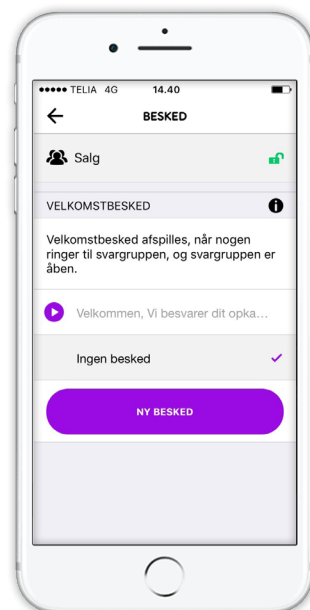 TELIA 4G 14.40
BESKED
Salg
VELKOMSTBESKED
Velkomstbesked afspilles, når nogen
ringer til svargruppen, og svargruppen er
åben.
Velkommen, Vi besvarer dit opka...
Ingen besked
NY BESKED